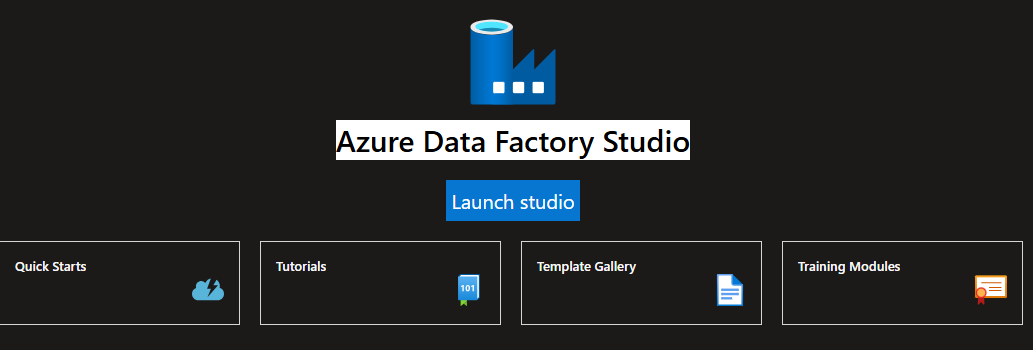 Azure Data Factory Studio
Launch studio
Quick Starts
Tutorials
101
Template Gallery
Training Modules